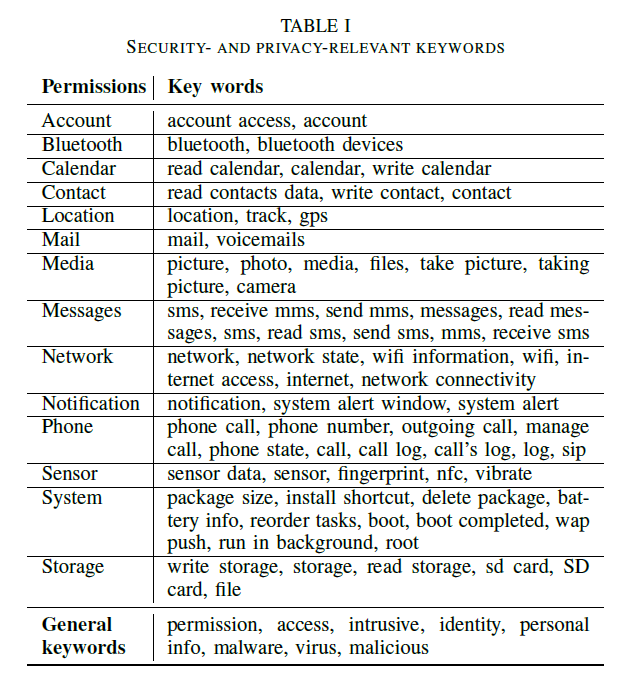 TABLE I
SECURITY- AND PRIVACY-RELEVANT KEYWORDS
Permissions Key words
Account account access, account
Bluetooth bluetooth, bluetooth devices
Calendar read calendar, calendar, write calendar
Contact read contacts data, write contact, contact
Location location, track, gps
Mail mail, voicemails
Media picture, photo, media, files, take picture, taking
picture, camera
Messages sms, receive mms, send mms, messages, read mes-
sages, sms, read sms, send sms, mms, receive sms
Network network, network state, wifi information, wifi, in-
ternet access, internet, network connectivity
Notification notification, system alert window, system alert
Phone phone call, phone number, outgoing call, manage
call, phone state, call, call log, call's log, log, sip
Sensor sensor data, sensor, fingerprint, nfc, vibrate
System package size, install shortcut, delete package, bat-
tery info, reorder tasks, boot, boot completed, wap
push, run in background, root
Storage write storage, storage, read storage, sd card, SD
card, file
General permission, access, intrusive, identity, personal
keywords info, malware, virus, malicious